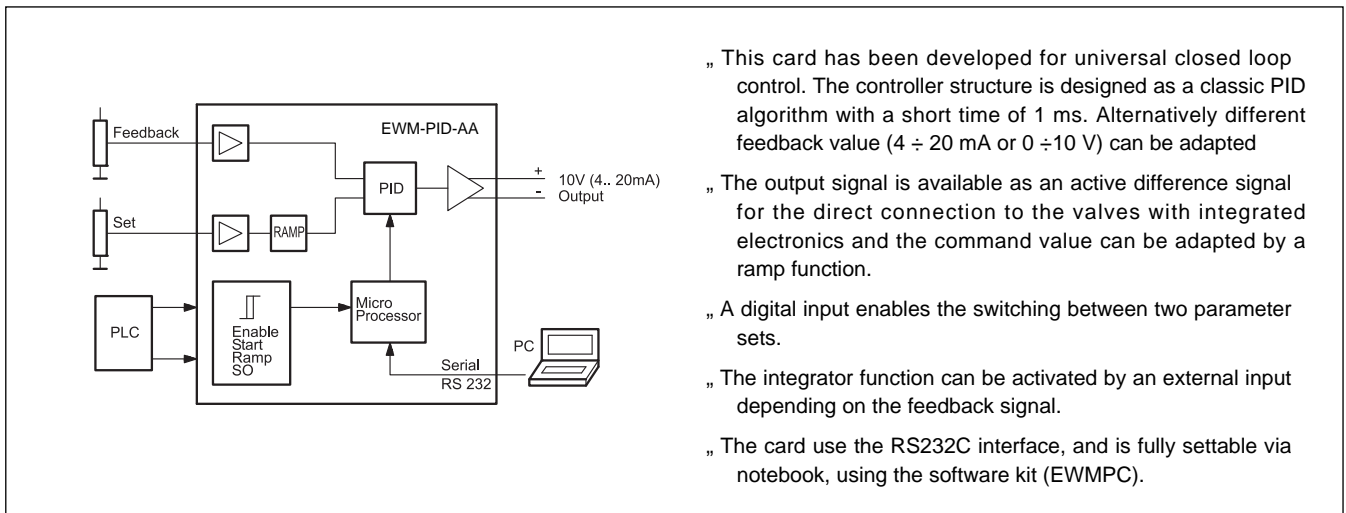 Feedback
EWM-PID-AA
PID
+
-
10V (4.. 20mA)
Output
Set
RAMP
PLC
Enable
Start
Ramp
SO
Micro
Processor
PC
Serial
RS 232
„ This card has been developed for universal closed loop
control. The controller structure is designed as a classic PID
algorithm with a short time of 1 ms. Alternatively different
feedback value (4 ÷ 20 mA or 0 ÷10 V) can be adapted
„ The output signal is available as an active difference signal
for the direct connection to the valves with integrated
electronics and the command value can be adapted by a
ramp function.
„ A digital input enables the switching between two parameter
sets.
„ The integrator function can be activated by an external input
depending on the feedback signal.
„ The card use the RS232C interface, and is fully settable via
notebook, using the software kit (EWMPC).